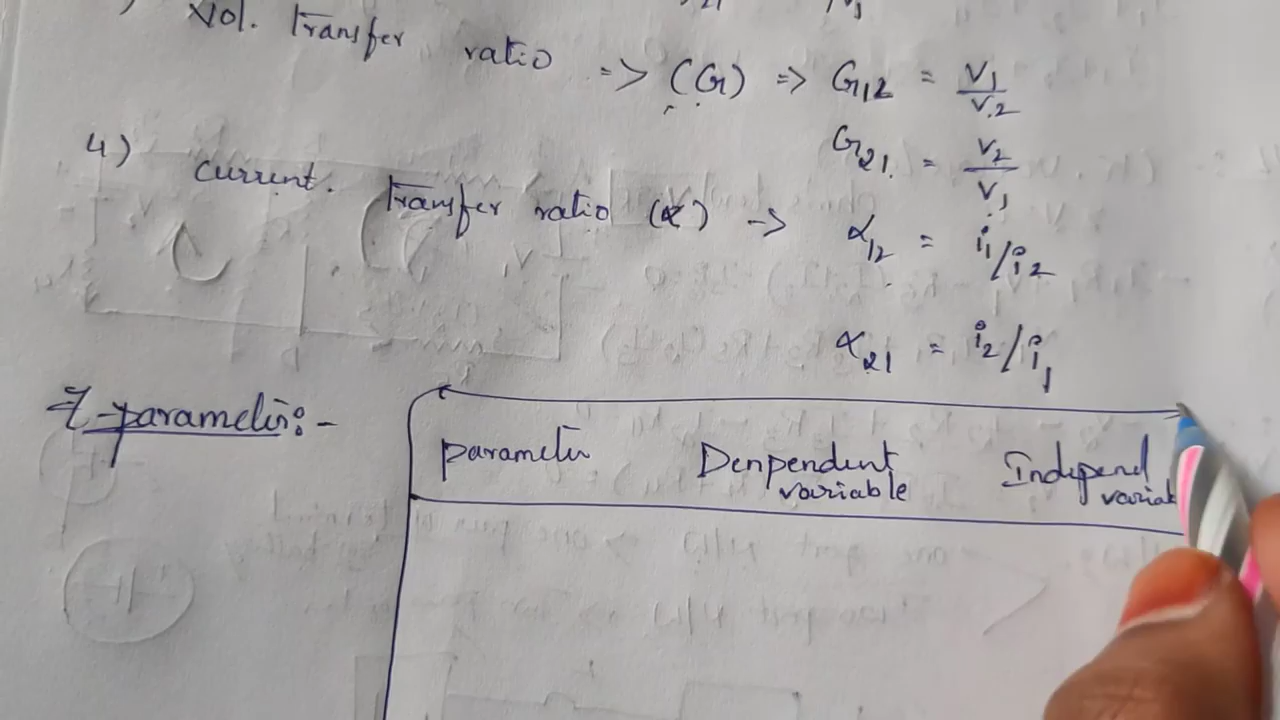 Vol. Transfer ratio => (G) => G12 = V1/V2
G21 = V2/V1
4) current. Transfer ratio (α) -> α12 = i1/i2
α21 = i2/i1
Z-parameter:-
parameter Denpendent variable Independ variab